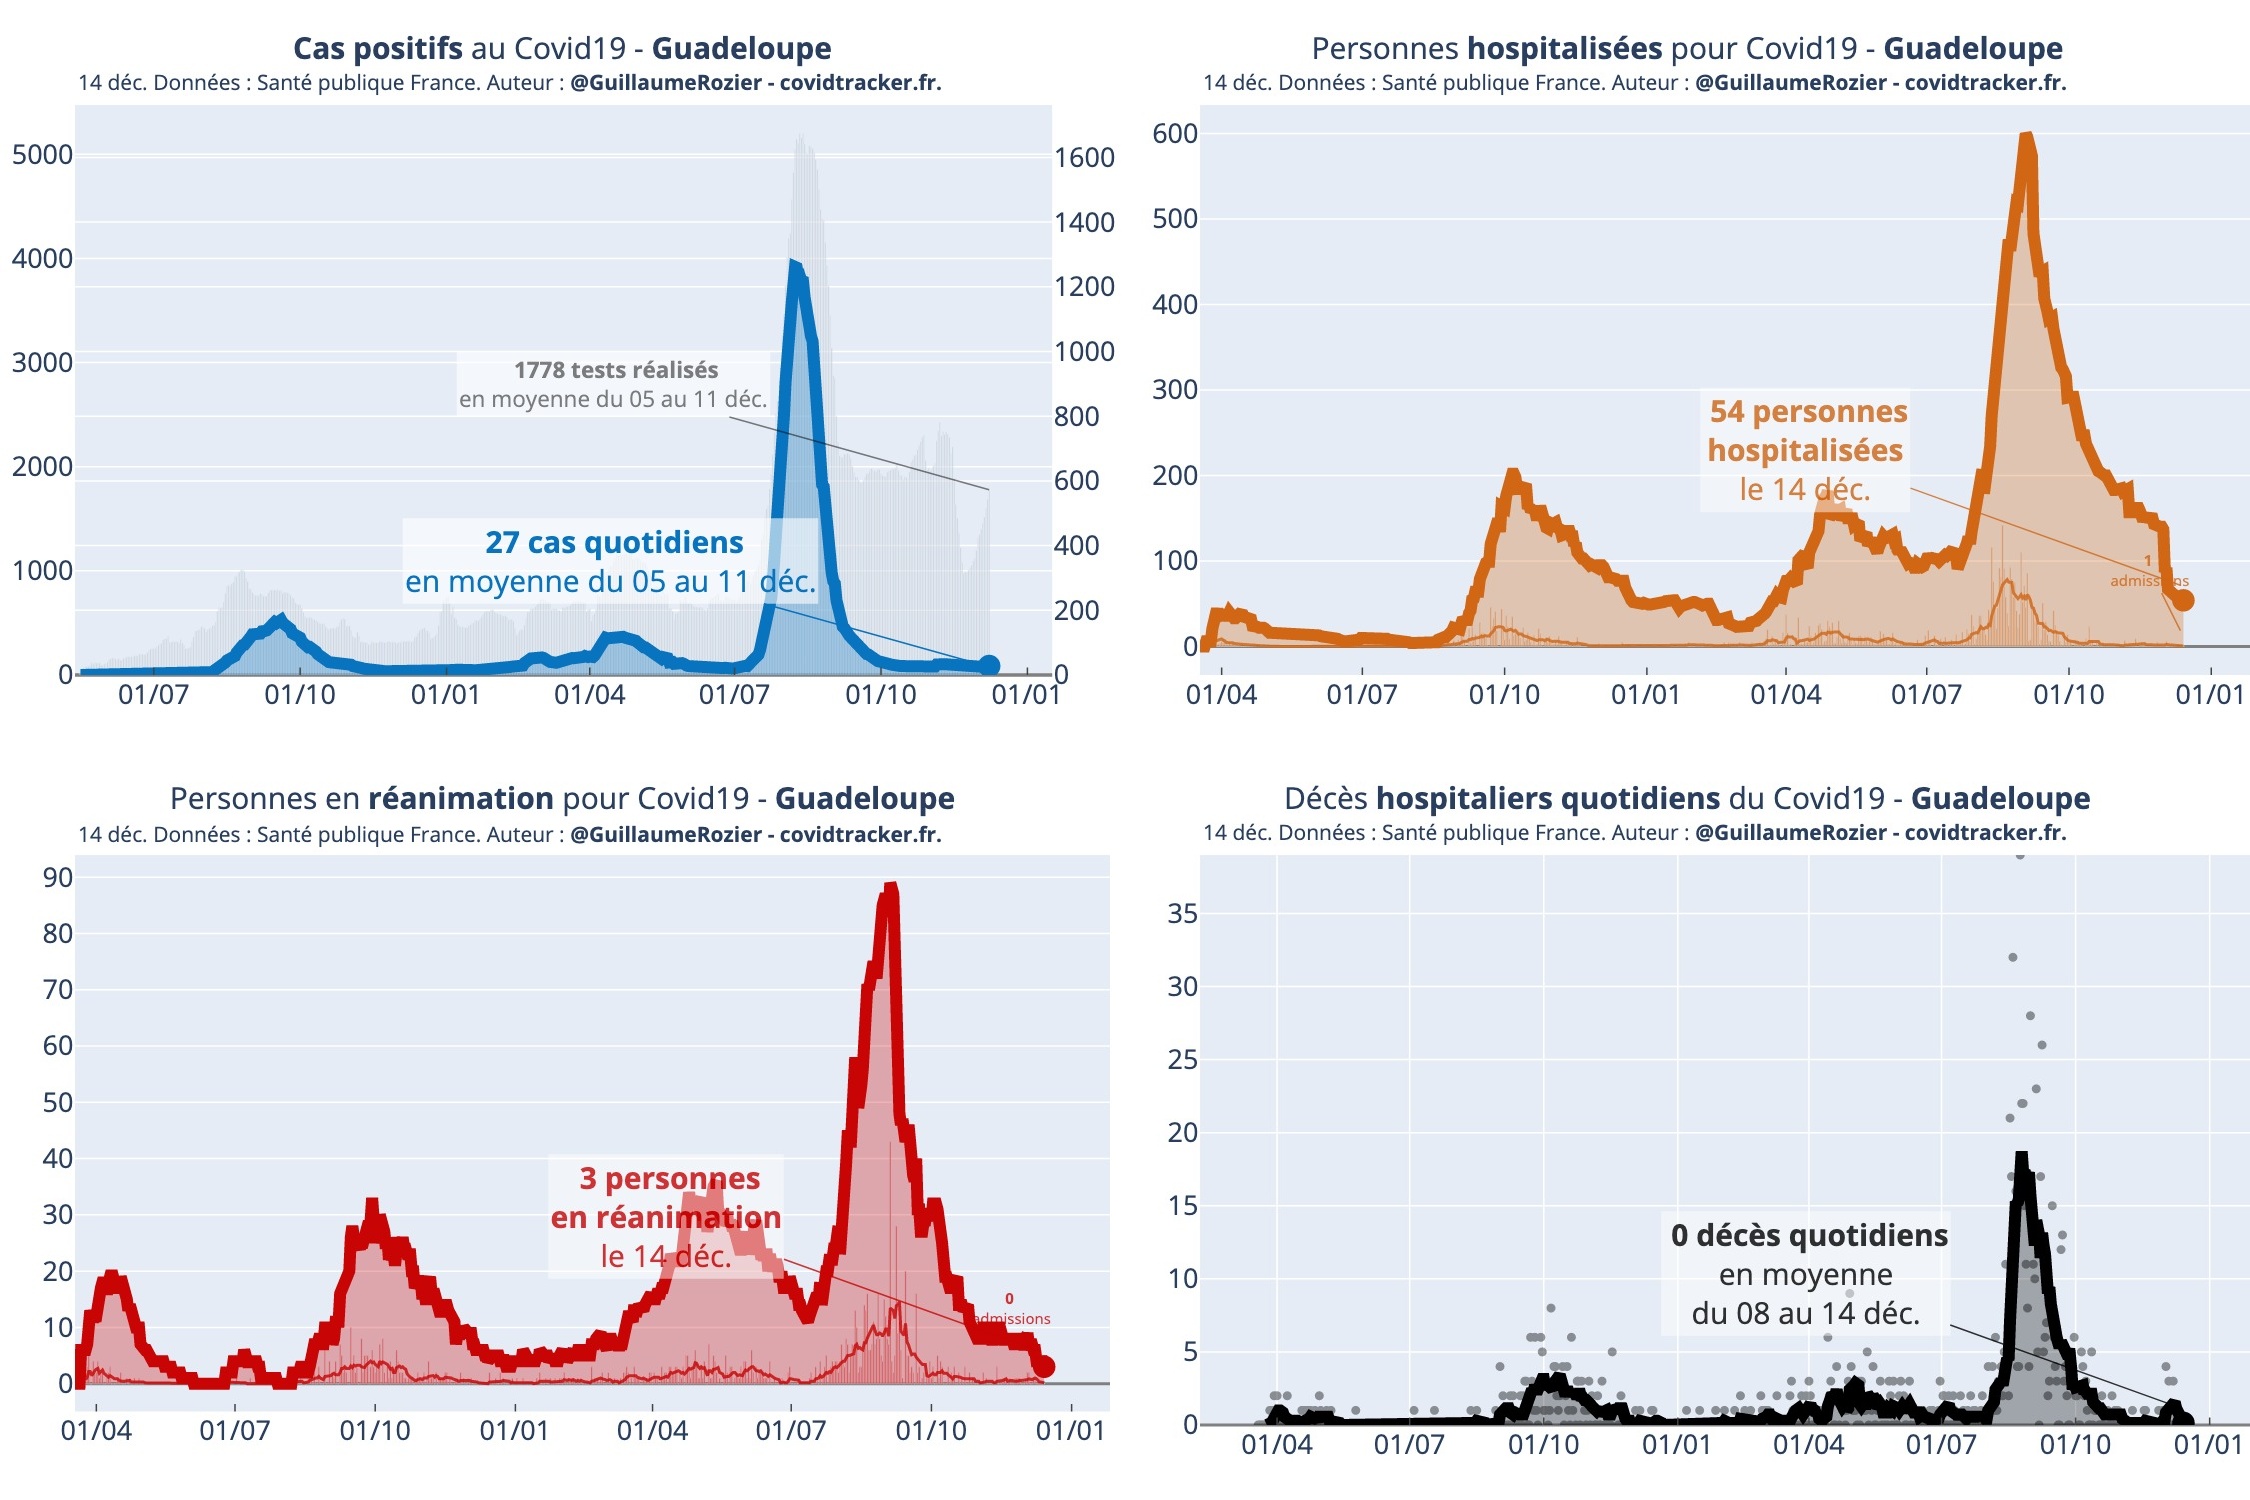 Cas positifs au Covid19 - Guadeloupe
14 déc. Données : Santé publique France. Auteur : @GuillaumeRozier - covidtracker.fr.
5000
4000
3000
2000
1000
0
1600
1400
1200
1000
800
600
400
200
0
1778 tests réalisés
en moyenne du 05 au 11 déc.
27 cas quotidiens
en moyenne du 05 au 11 déc.
01/07 01/10 01/01 01/04 01/07 01/10 01/01
Personnes hospitalisées pour Covid19 - Guadeloupe
14 déc. Données : Santé publique France. Auteur : @GuillaumeRozier - covidtracker.fr.
600
500
400
300
200
100
0
54 personnes
hospitalisées
le 14 déc.
1
admissions
01/04 01/07 01/10 01/01 01/04 01/07 01/10 01/01
Personnes en réanimation pour Covid19 - Guadeloupe
14 déc. Données : Santé publique France. Auteur : @GuillaumeRozier - covidtracker.fr.
90
80
70
60
50
40
30
20
10
0
3 personnes
en réanimation
le 14 déc.
0
admissions
01/04 01/07 01/10 01/01 01/04 01/07 01/10 01/01
Décès hospitaliers quotidiens du Covid19 - Guadeloupe
14 déc. Données : Santé publique France. Auteur : @GuillaumeRozier - covidtracker.fr.
35
30
25
20
15
10
5
0
0 décès quotidiens
en moyenne
du 08 au 14 déc.
01/04 01/07 01/10 01/01 01/04 01/07 01/10 01/01